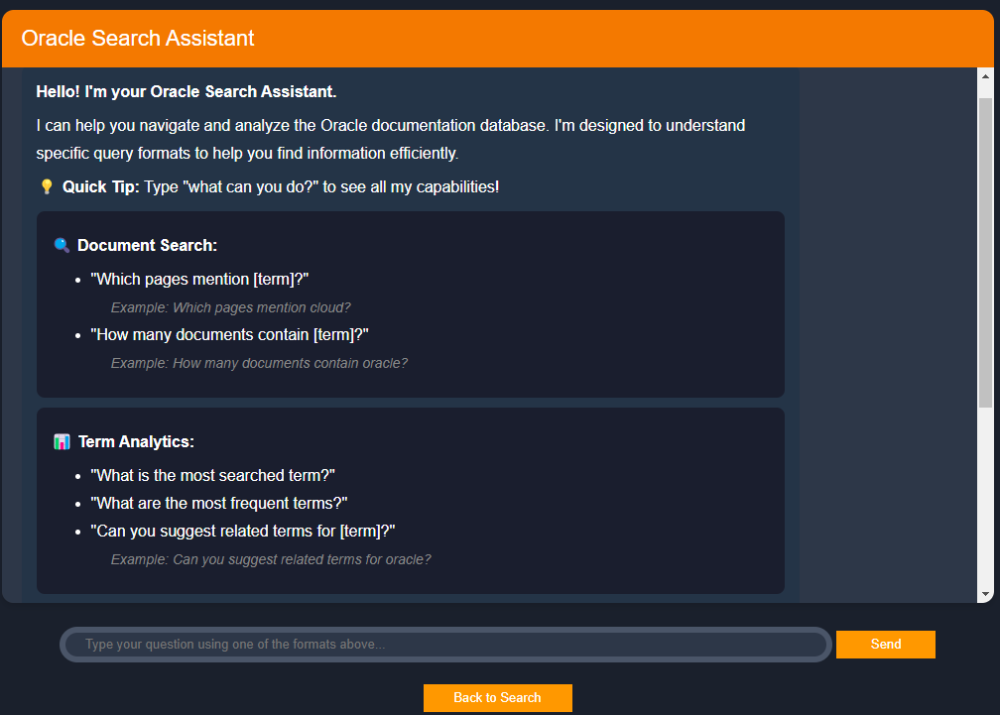 Oracle Search Assistant
Hello! I'm your Oracle Search Assistant.
I can help you navigate and analyze the Oracle documentation database. I'm designed to understand
specific query formats to help you find information efficiently.
💡 Quick Tip: Type "what can you do?" to see all my capabilities!
🔍 Document Search:
• "Which pages mention [term]?"
Example: Which pages mention cloud?
• "How many documents contain [term]?"
Example: How many documents contain oracle?
📊 Term Analytics:
• "What is the most searched term?"
• "What are the most frequent terms?"
• "Can you suggest related terms for [term]?"
Example: Can you suggest related terms for oracle?
Type your question using one of the formats above...
Send
Back to Search